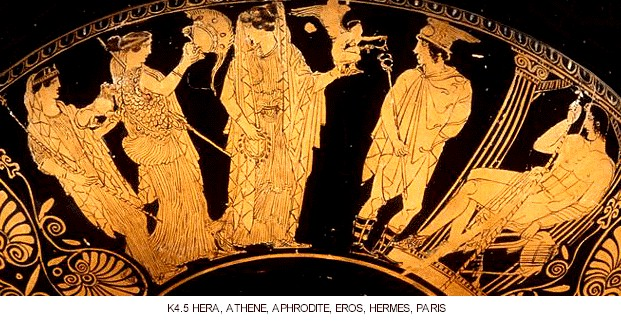 K4.5 HERA, ATHENE, APHRODITE, EROS, HERMES, PARIS